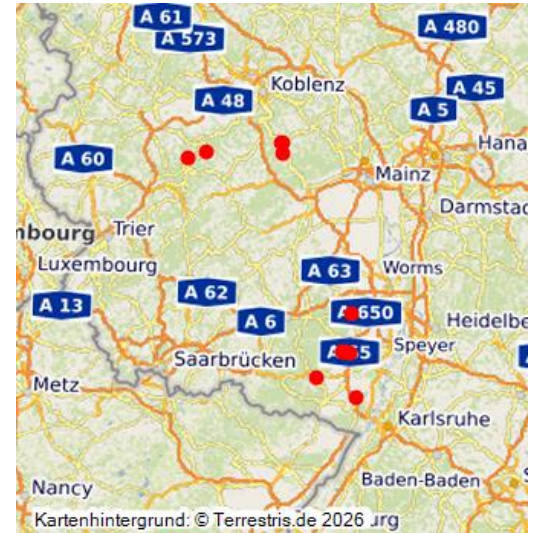 A 61
A 573
A 480
Koblenz
A 48
A 45
A 5
Hana
A 60
Mainz
Darmstad
Trier
mbourg
Luxembourg
A 63
Worms
A 62
A 13
A 650
A 6
Heidelbe
Speyer
Saarbrücken
Metz
Karlsruhe
Baden-Baden
Nancy
Kartenhintergrund: © Terrestris.de 2026
urg